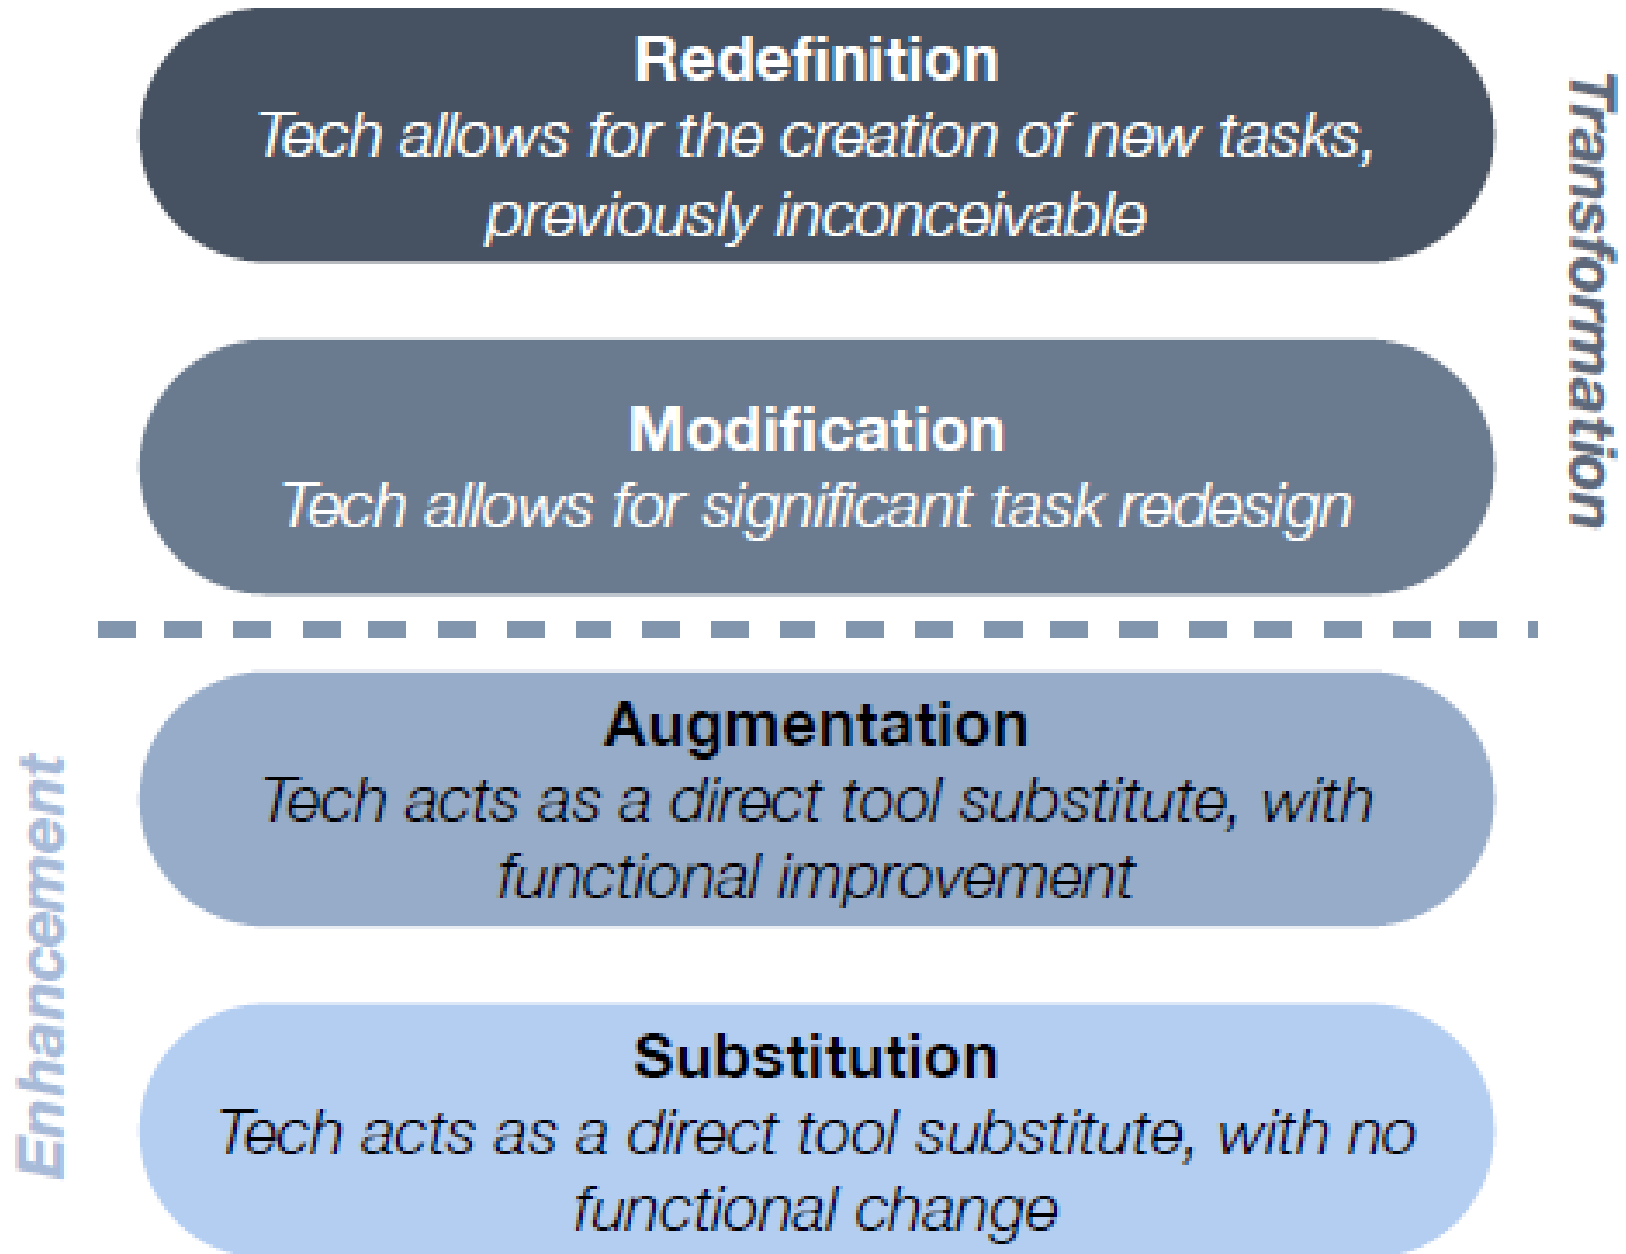 Redefinition
Tech allows for the creation of new tasks,
previously inconceivable
Transformation
Modification
Tech allows for significant task redesign
Augmentation
Tech acts as a direct tool substitute, with
functional improvement
Enhancement
Substitution
Tech acts as a direct tool substitute, with no
functional change